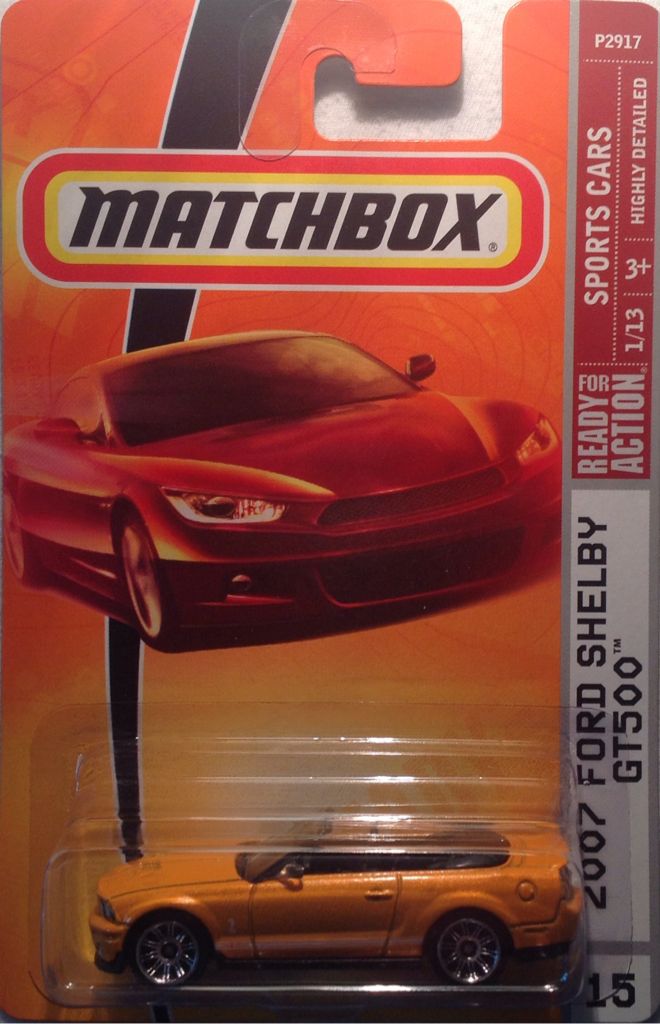 P2917
MATCHBOX®
SPORTS CARS
HIGHLY DETAILED
3+
1/13
READY FOR
ACTION®
2007 FORD SHELBY
GT500™
15